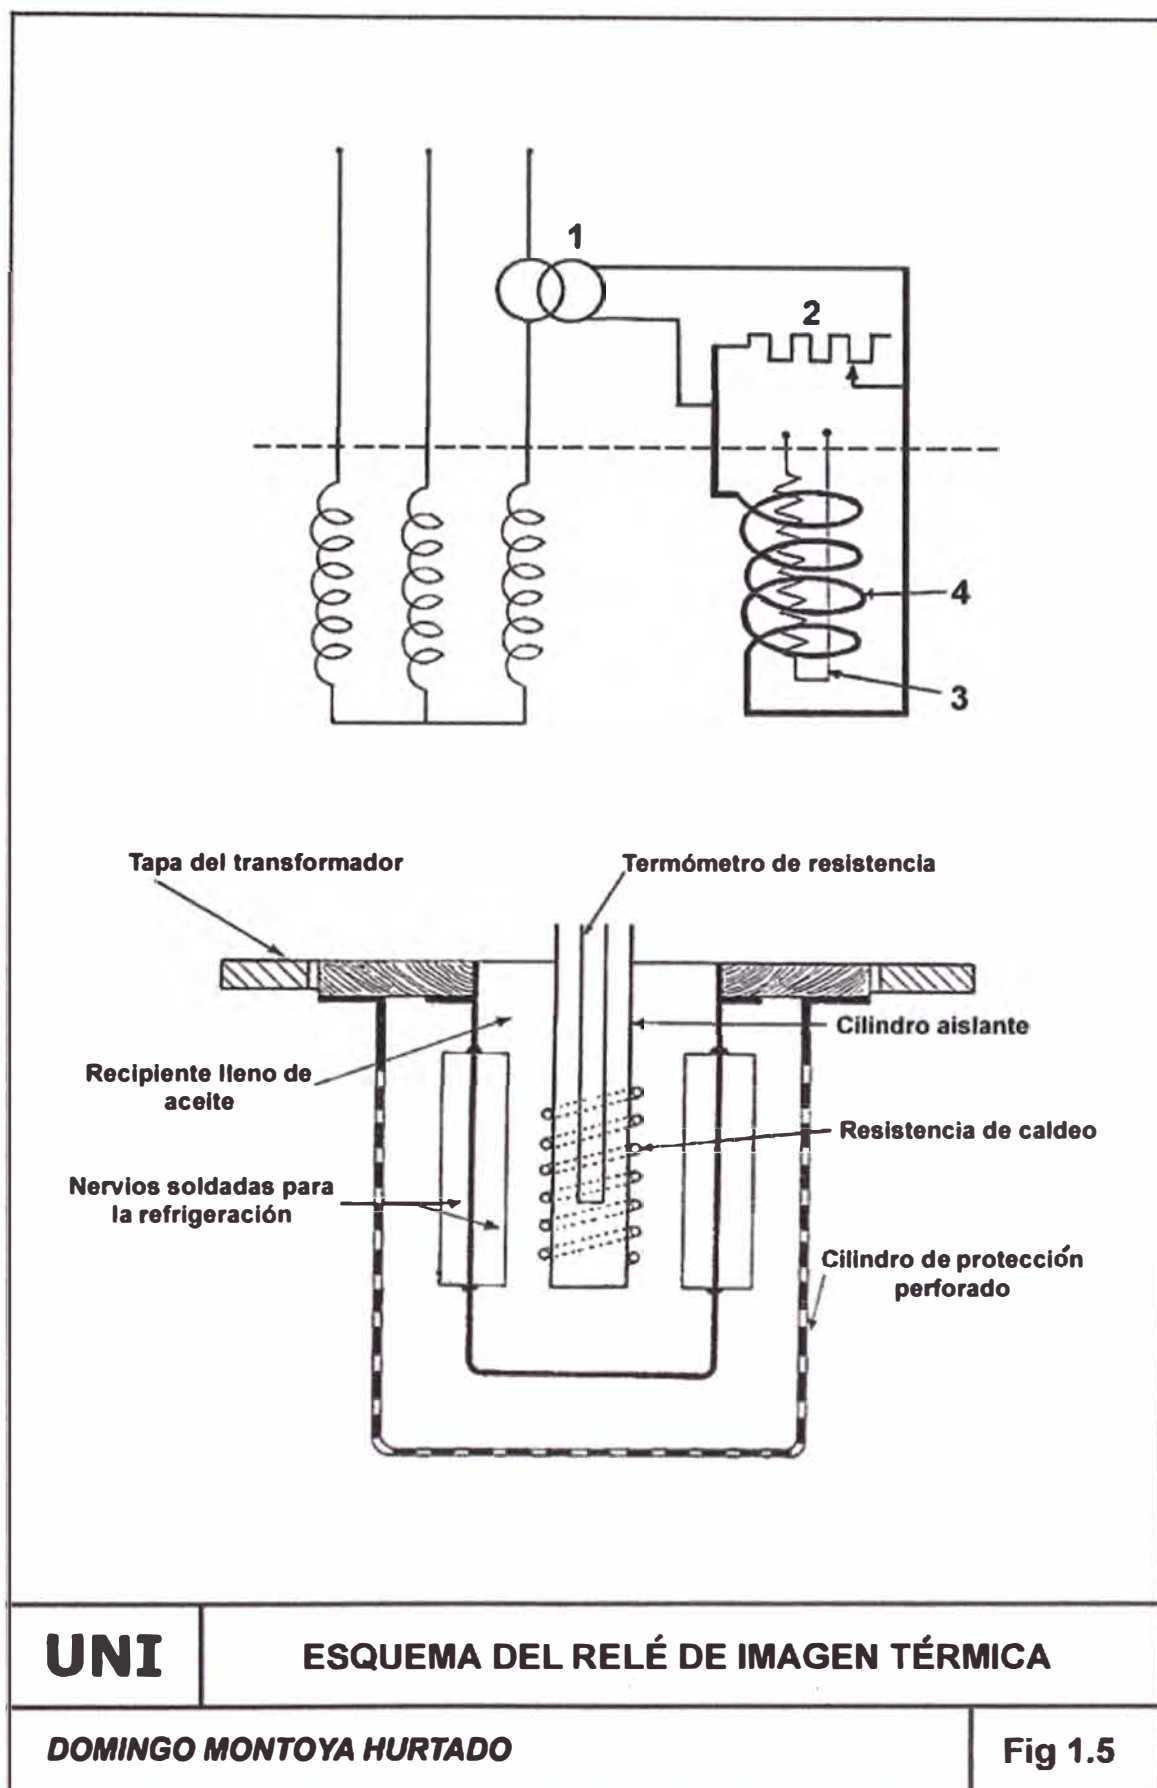 1
2
4
3
Tapa del transformador
Termómetro de resistencia
Cilindro aislante
Recipiente lleno de
aceite
Resistencia de caldeo
Nervios soldadas para
la refrigeración
Cilindro de protección
perforado
UNI
ESQUEMA DEL RELÉ DE IMAGEN TÉRMICA
DOMINGO MONTOYA HURTADO
Fig 1.5